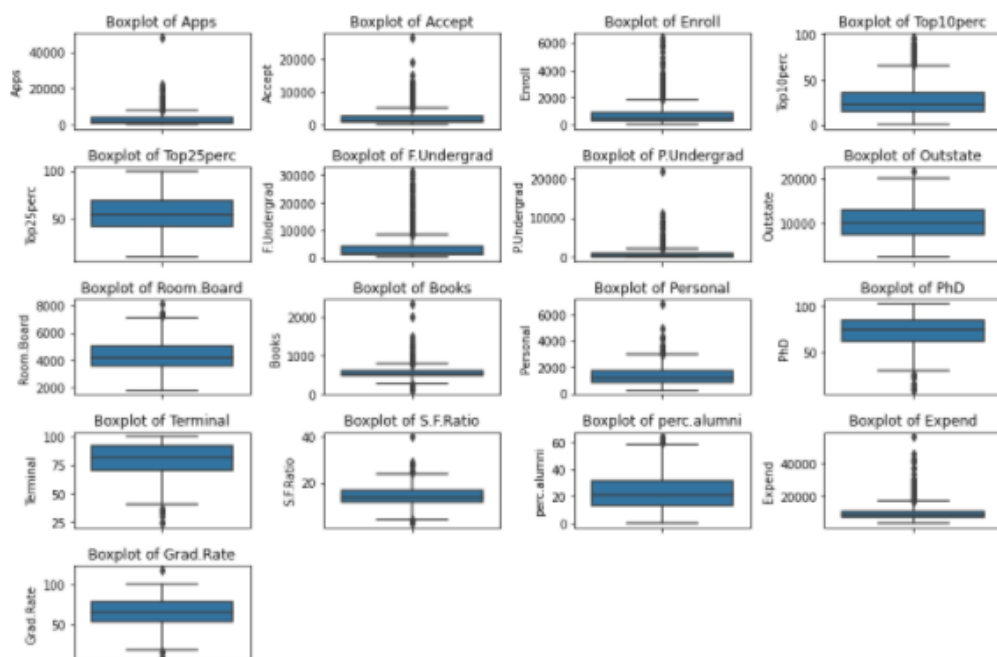 Boxplot of Apps
Apps
40000
20000
0
Boxplot of Accept
Accept
20000
10000
0
Boxplot of Enroll
Enroll
6000
4000
2000
0
Boxplot of Top10perc
Top10perc
100
50
0
Boxplot of Top25perc
Top25perc
100
50
Boxplot of F.Undergrad
F.Undergrad
30000
20000
10000
0
Boxplot of P.Undergrad
P.Undergrad
20000
10000
0
Boxplot of Outstate
Outstate
20000
10000
Boxplot of Room.Board
Room.Board
8000
6000
4000
2000
Boxplot of Books
Books
2000
1000
0
Boxplot of Personal
Personal
6000
4000
2000
0
Boxplot of PhD
PhD
100
50
Boxplot of Terminal
Terminal
100
75
50
25
Boxplot of S.F.Ratio
S.F.Ratio
40
20
Boxplot of perc.alumni
perc.alumni
60
40
20
0
Boxplot of Expend
Expend
40000
20000
Boxplot of Grad.Rate
Grad.Rate
100
50